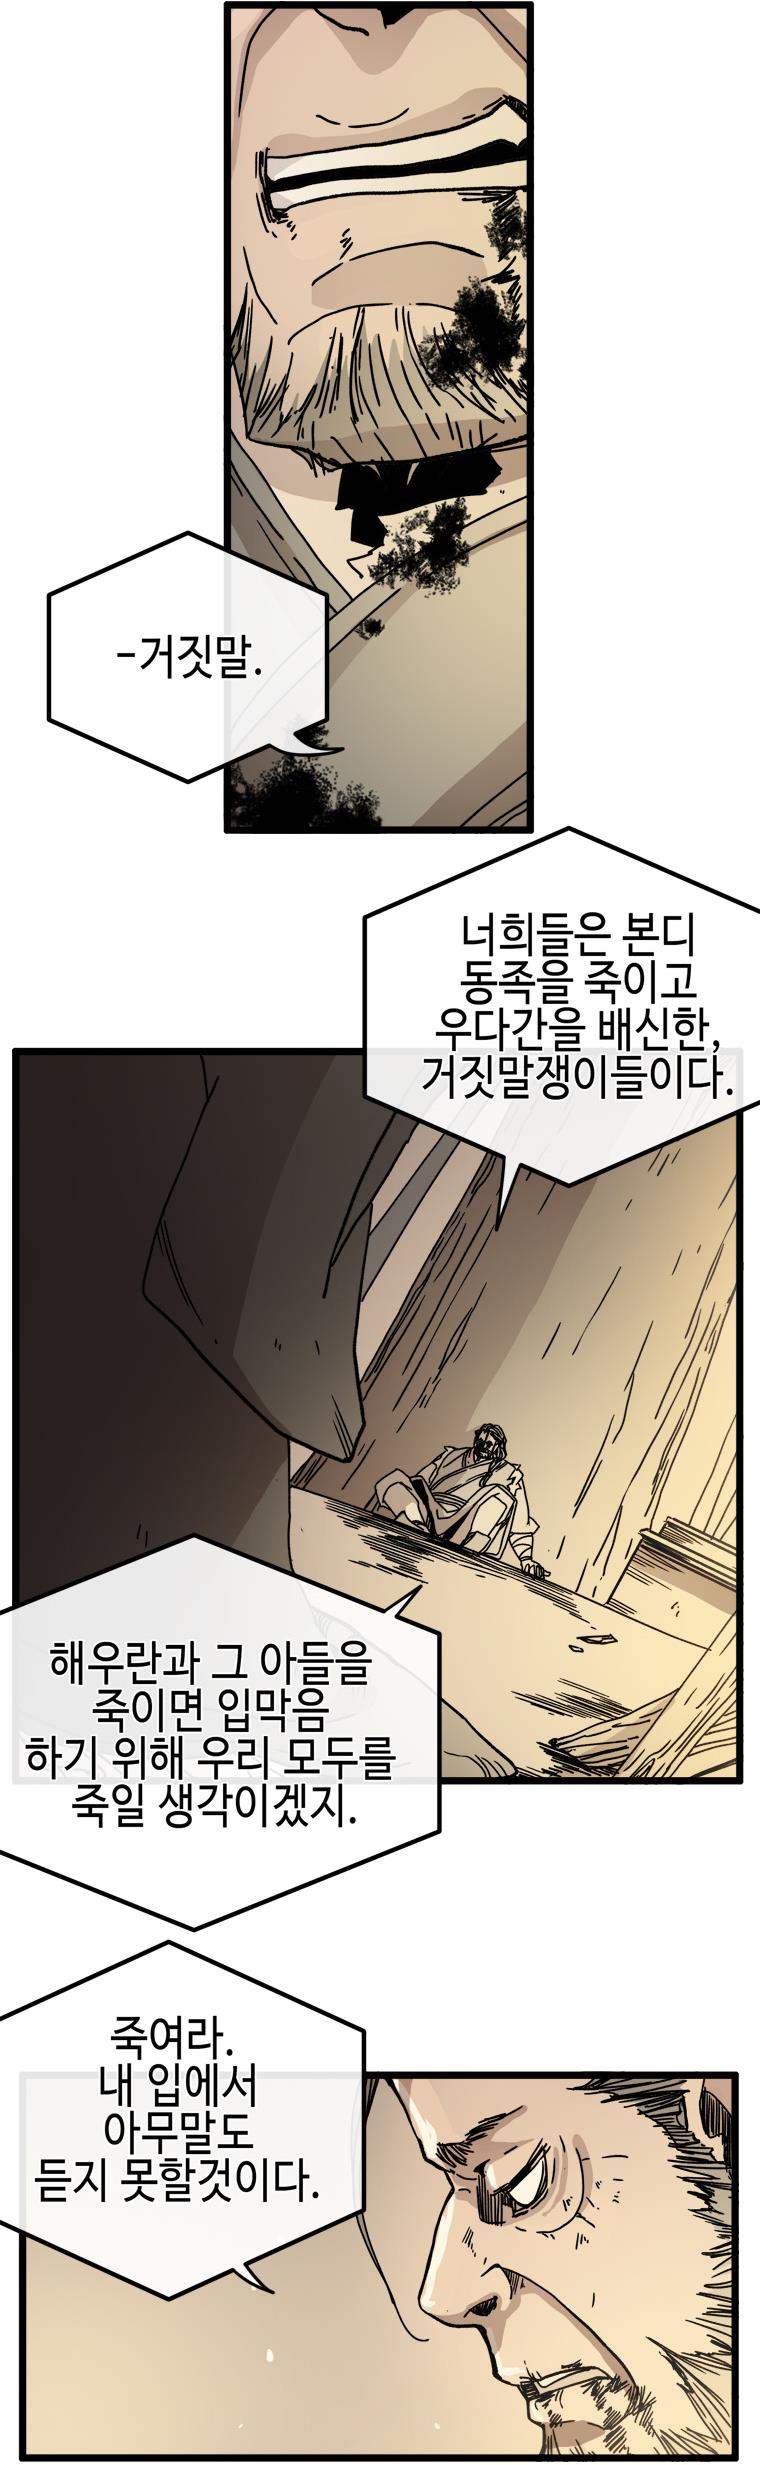 -거짓말.
너희들은 본디
동족을 죽이고
우다간을 배신한,
거짓말쟁이들이다.
해우란과 그 아들을
죽이면 입막음
하기 위해 우리 모두를
죽일 생각이겠지.
죽여라.
내 입에서
아무말도
듣지 못할것이다.